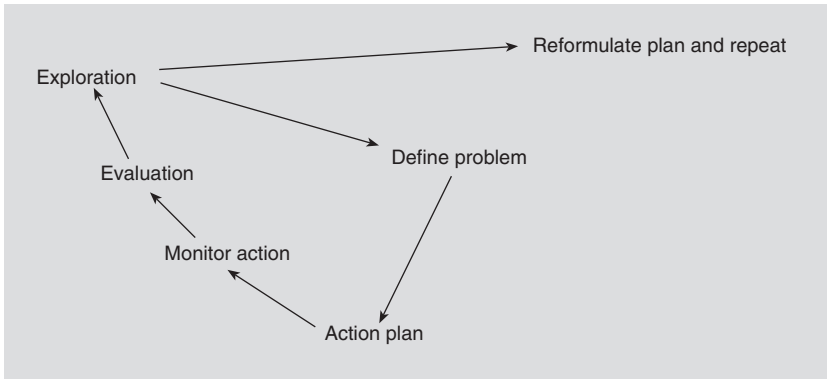 Reformulate plan and repeat
Exploration
Define problem
Evaluation
Monitor action
Action plan